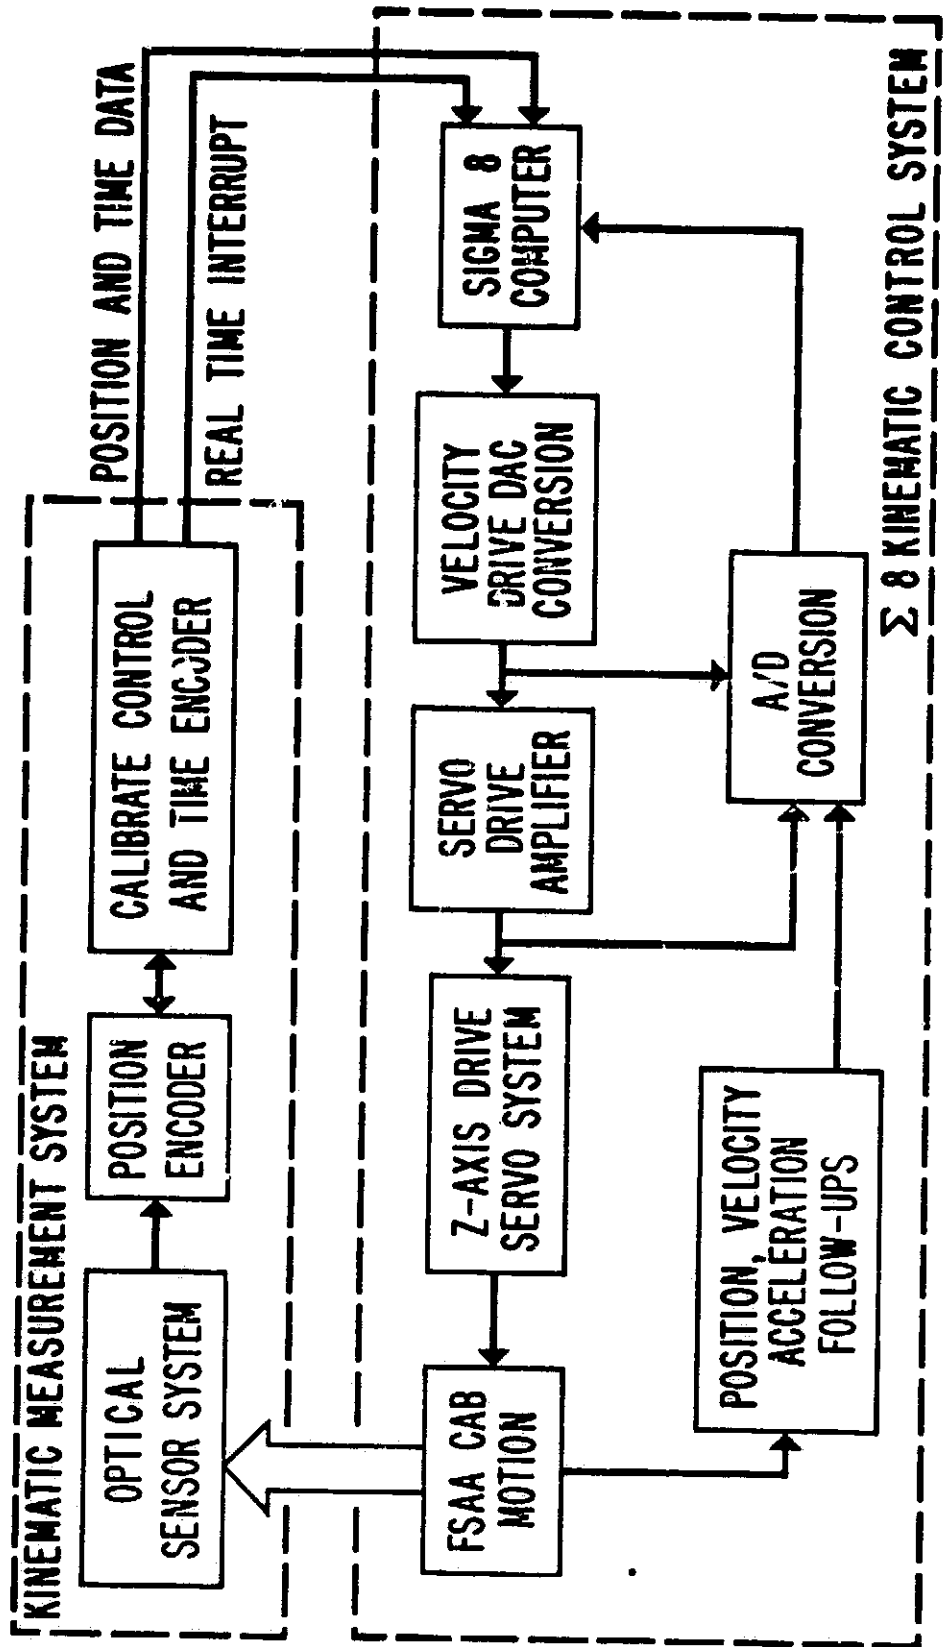 KINEMATIC MEASUREMENT SYSTEM
OPTICAL
SENSOR SYSTEM
POSITION
ENCODER
CALIBRATE CONTROL
AND TIME ENCODER
POSITION AND TIME DATA
REAL TIME INTERRUPT
FSAA CAB
MOTION
Z-AXIS DRIVE
SERVO SYSTEM
SERVO
DRIVE
AMPLIFIER
VELOCITY
DRIVE DAC
CONVERSION
SIGMA 8
COMPUTER
POSITION, VELOCITY
ACCELERATION
FOLLOW-UPS
A/D
CONVERSION
Σ 8 KINEMATIC CONTROL SYSTEM